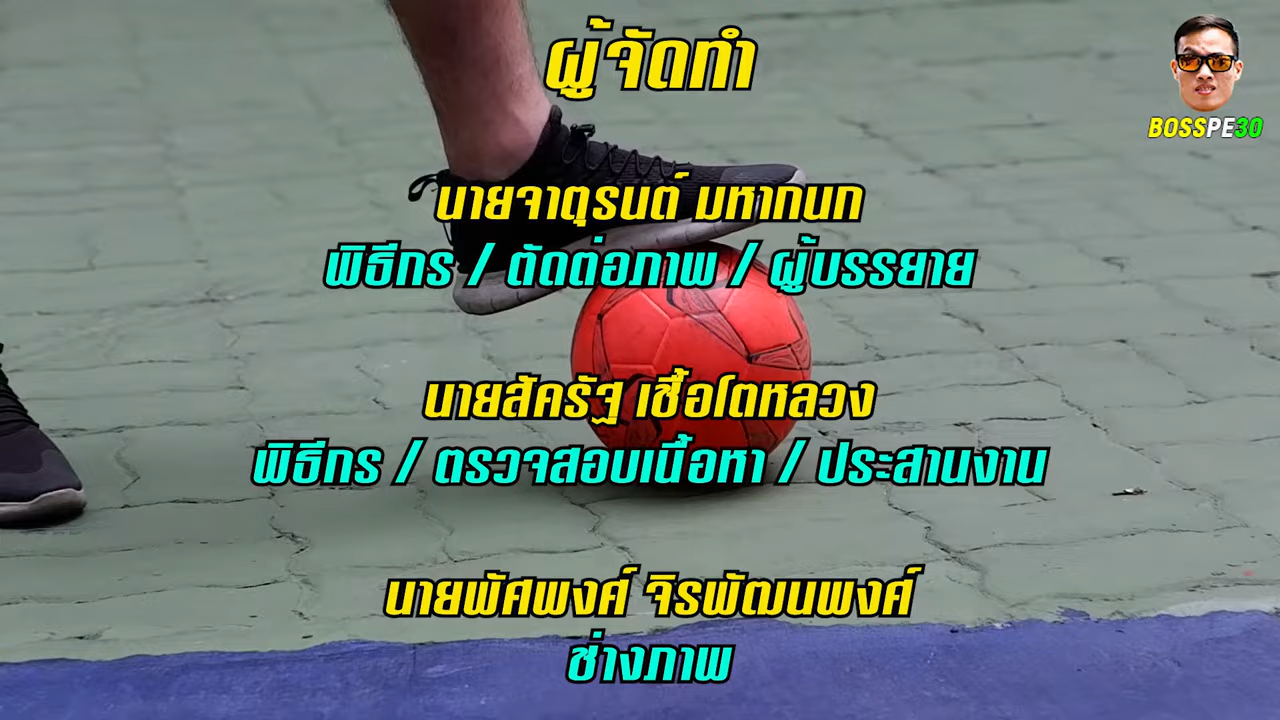 ผู้จัดทำ
BOSSPE30
นายจาตุรนต์ มหากนก
พิธีกร / ตัดต่อภาพ / ผู้บรรยาย
นายสัครัฐ เชื้อโตหลวง
พิธีกร / ตรวจสอบเนื้อหา / ประสานงาน
นายพัศพงศ์ จิรพัฒนพงศ์
ช่างภาพ